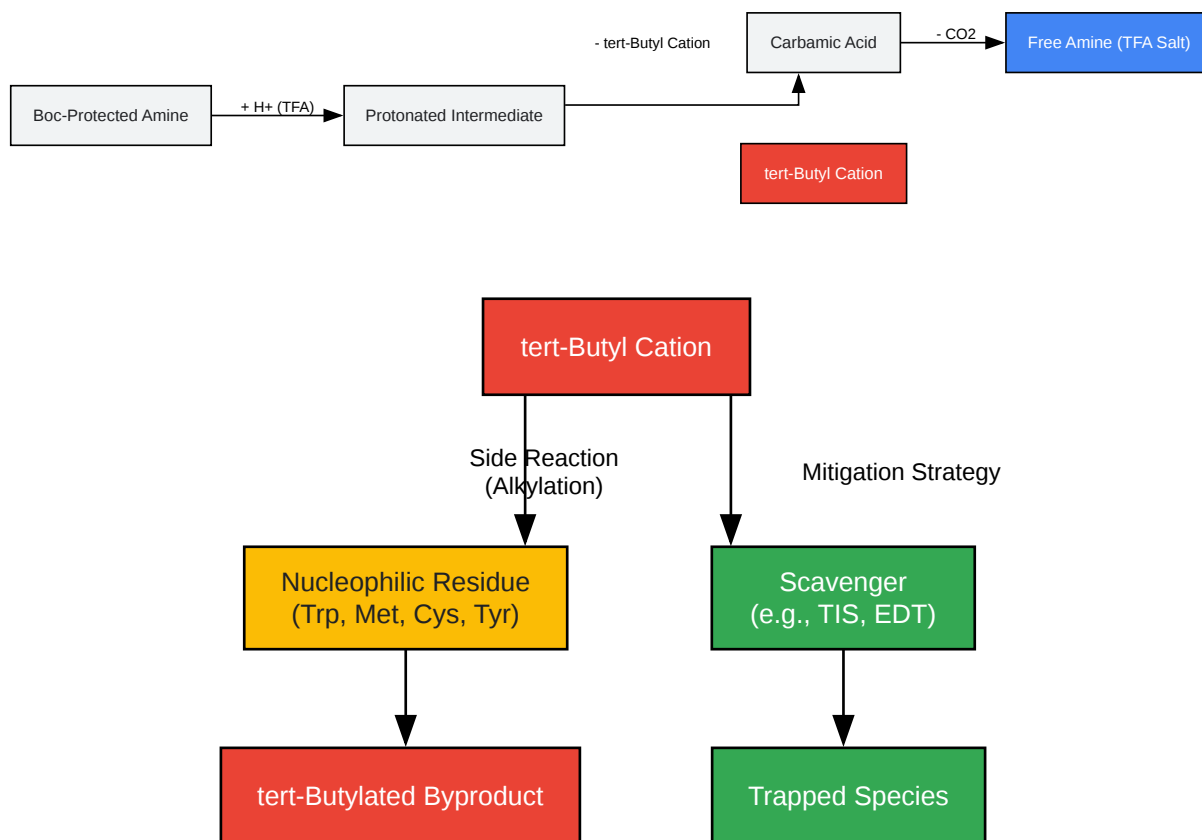 - tert-Butyl Cation
Carbamic Acid
- CO2
Free Amine (TFA Salt)
Boc-Protected Amine
+ H+ (TFA)
Protonated Intermediate
tert-Butyl Cation
tert-Butyl Cation
Side Reaction
(Alkylation)
Mitigation Strategy
Nucleophilic Residue
(Trp, Met, Cys, Tyr)
Scavenger
(e.g., TIS, EDT)
tert-Butylated Byproduct
Trapped Species